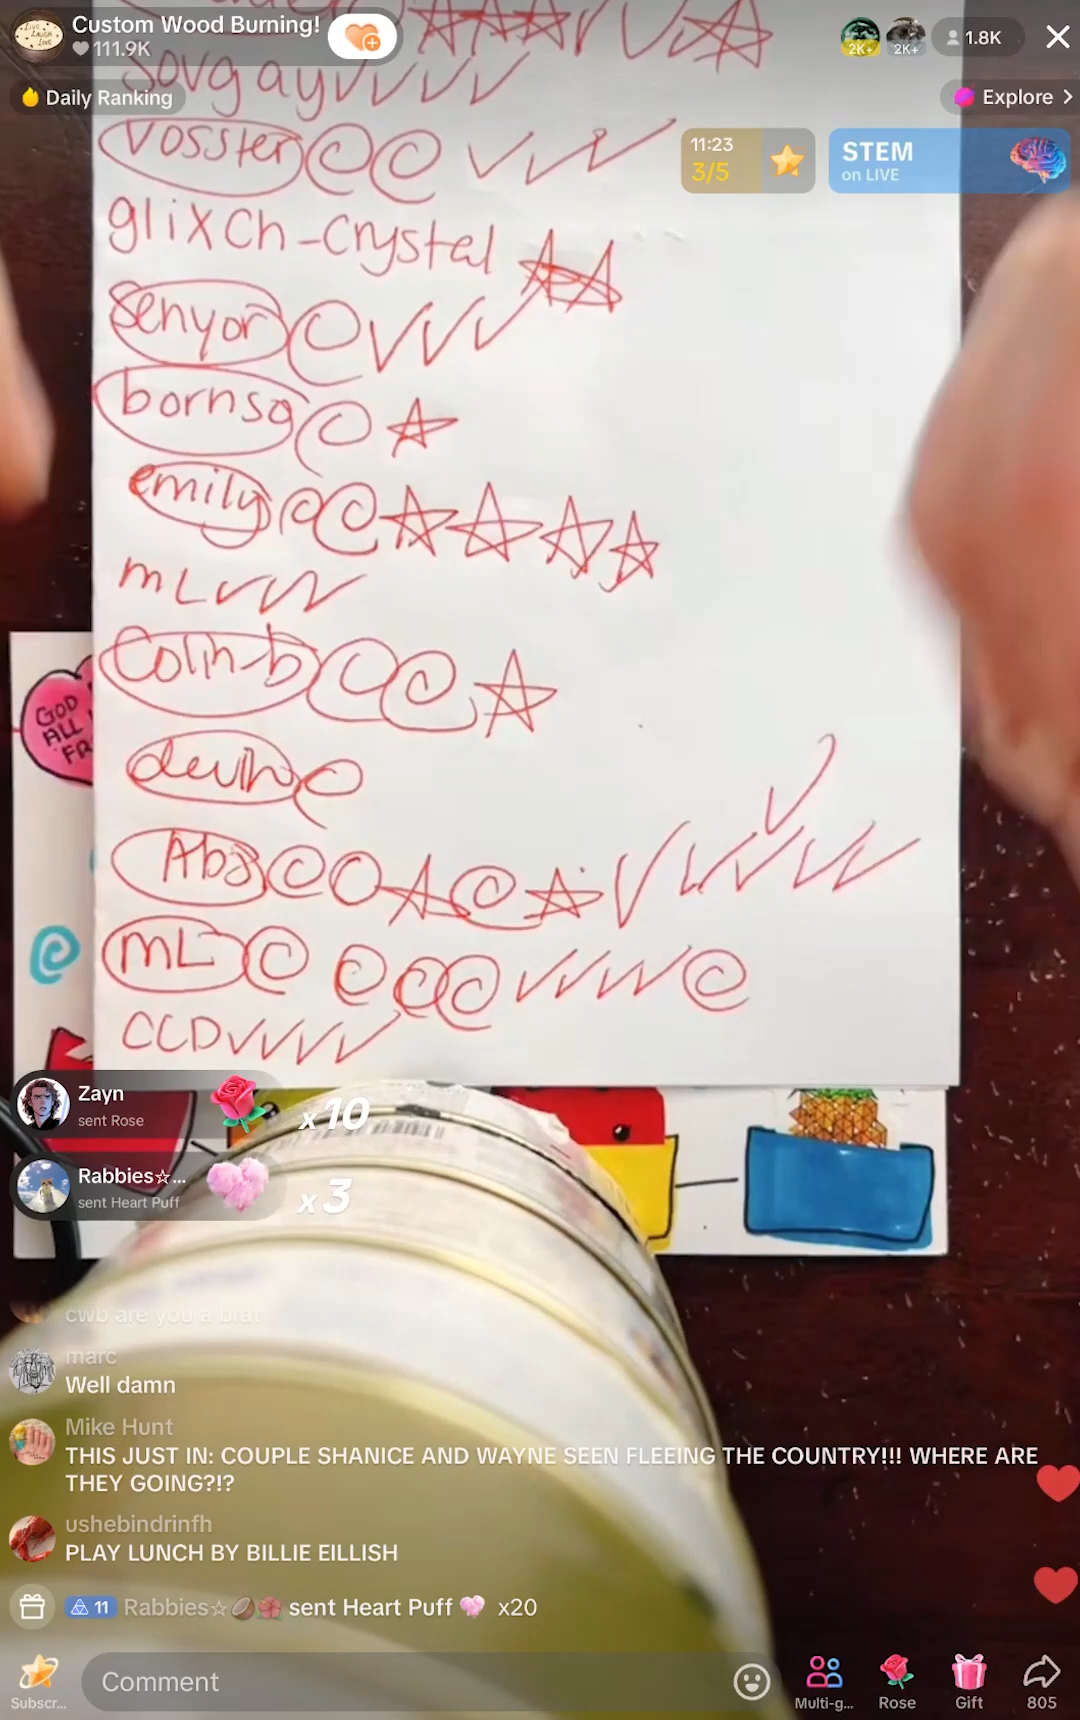 Custom Wood Burning!
111.9K
2K+
2K+
1.8K
Daily Ranking
Explore
Sovgay
vosster
11:23
3/5
STEM
on LIVE
glixch-crystal
Senyor
bornsg
emily
mL
Colin-b
GOD
ALL
FR
Abs
mL
CCD
Zayn
sent Rose
x10
Rabbies☆...
sent Heart Puff
x3
cwb are you a brat
marc
Well damn
Mike Hunt
THIS JUST IN: COUPLE SHANICE AND WAYNE SEEN FLEEING THE COUNTRY!!! WHERE ARE
THEY GOING?!?
ushebindrinfh
PLAY LUNCH BY BILLIE EILLISH
11 Rabbies☆🥥🌺 sent Heart Puff x20
Subscr...
Comment
Multi-g...
Rose
Gift
805